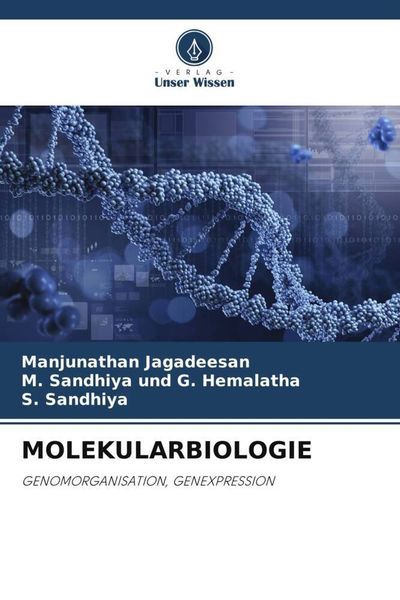 - VERLAG -
Unser Wissen
Manjunathan Jagadeesan
M. Sandhiya und G. Hemalatha
S. Sandhiya
MOLEKULARBIOLOGIE
GENOMORGANISATION, GENEXPRESSION